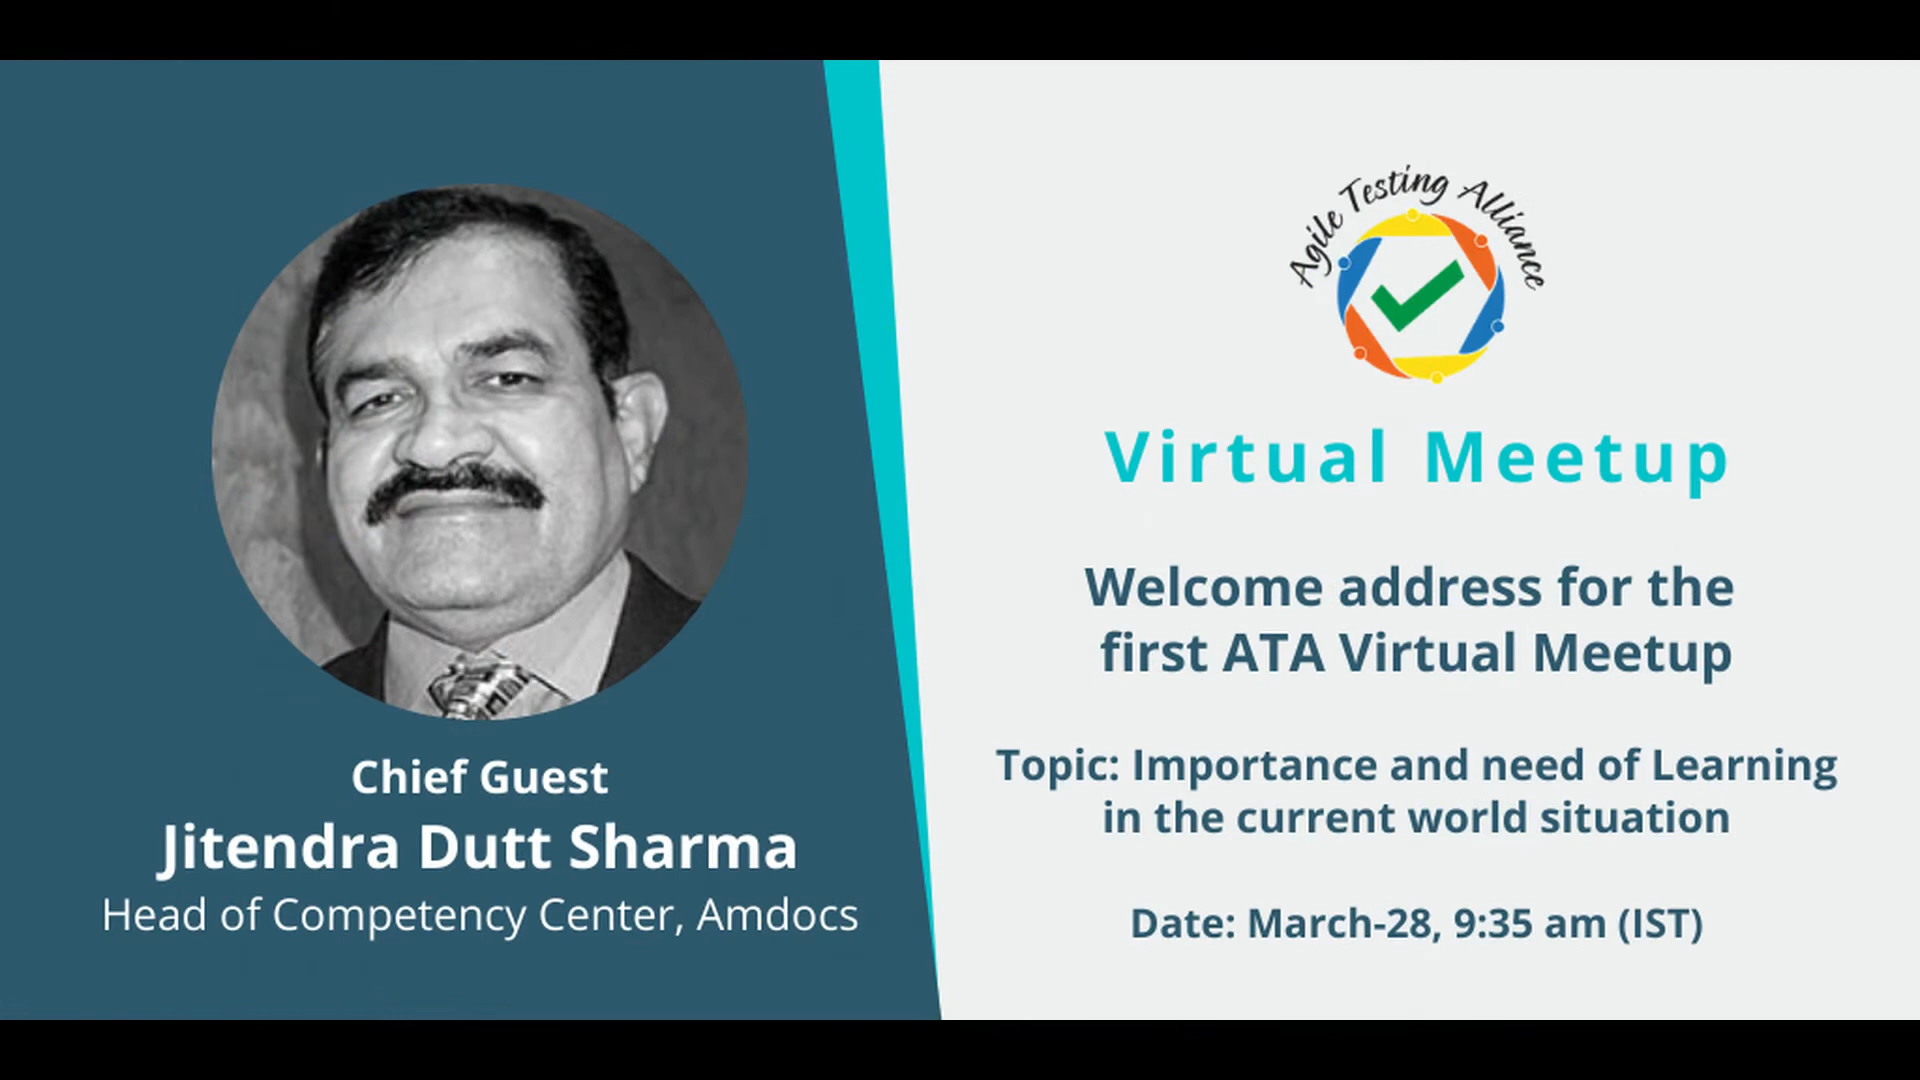 Chief Guest
Jitendra Dutt Sharma
Head of Competency Center, Amdocs
Agile Testing Alliance
Virtual Meetup
Welcome address for the
first ATA Virtual Meetup
Topic: Importance and need of Learning
in the current world situation
Date: March-28, 9:35 am (IST)